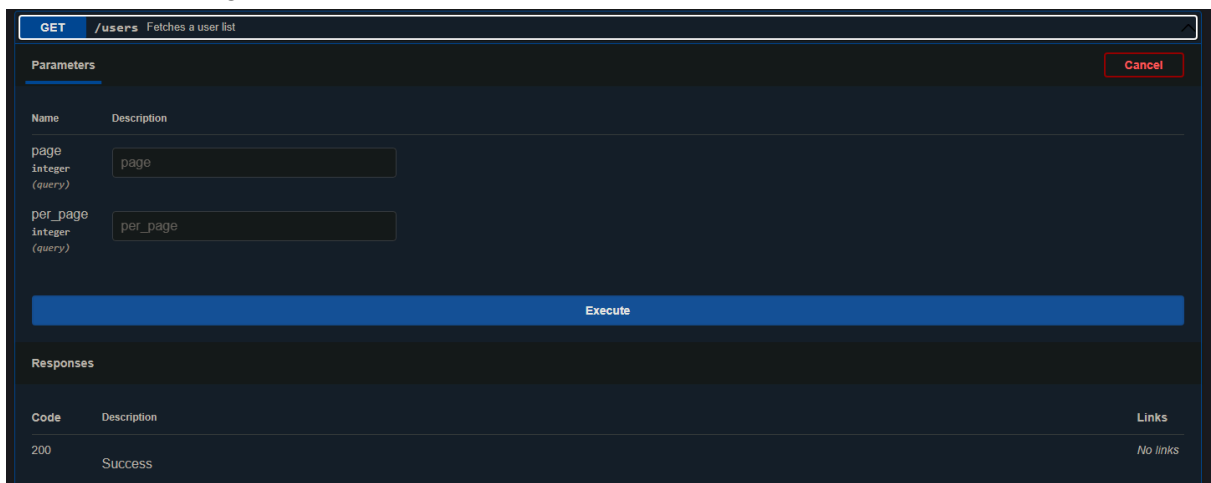 GET /users Fetches a user list
Parameters
Cancel
Name Description
page
integer
(query)
page
per_page
integer
(query)
per_page
Execute
Responses
Code Description Links
200 Success No links